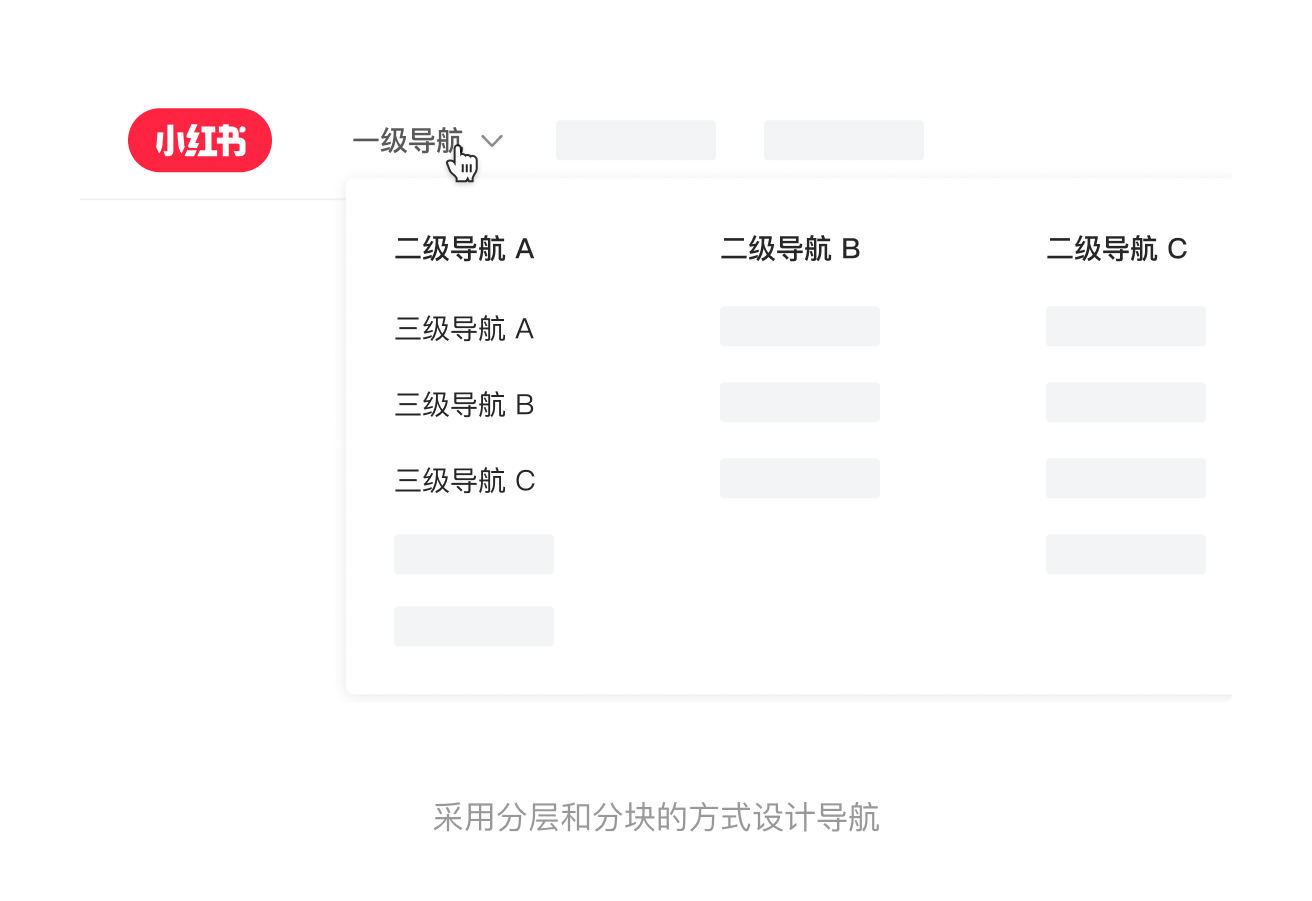 小红书
一级导航
二级导航 A
二级导航 B
二级导航 C
三级导航 A
三级导航 B
三级导航 C
采用分层和分块的方式设计导航